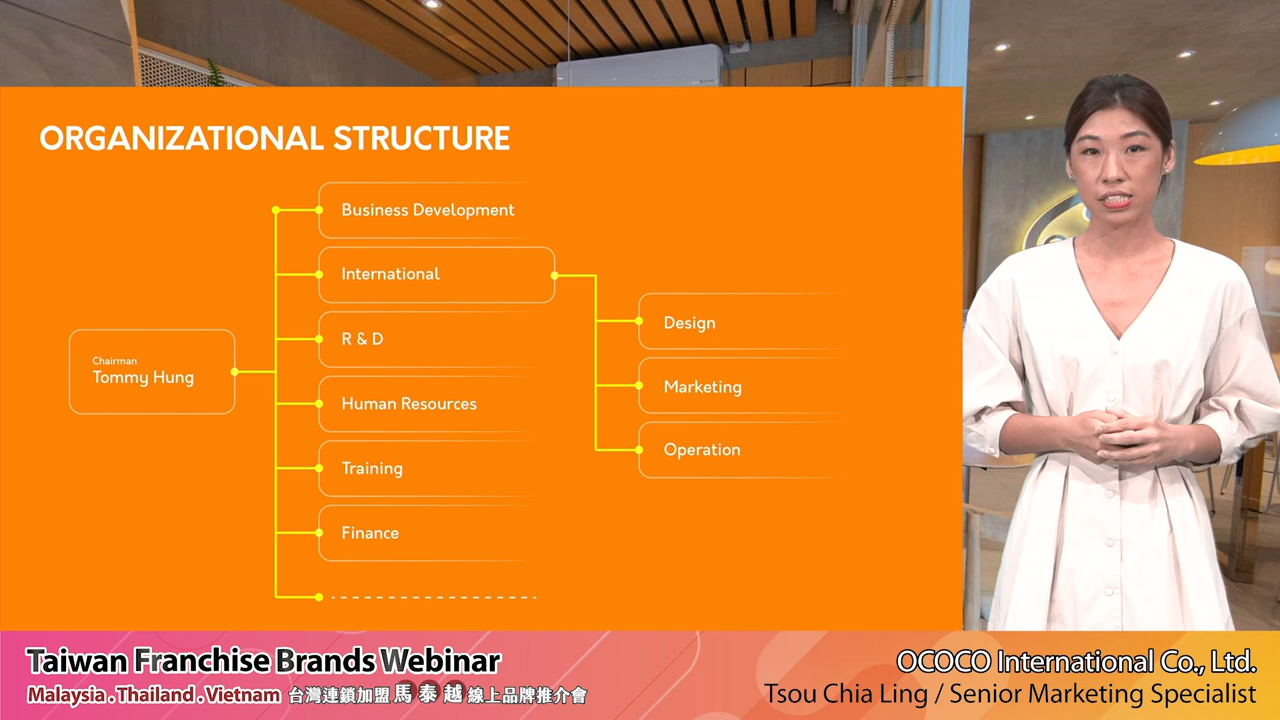 ORGANIZATIONAL STRUCTURE
Chairman
Tommy Hung
Business Development
International
R & D
Human Resources
Training
Finance
Design
Marketing
Operation
Taiwan Franchise Brands Webinar
Malaysia . Thailand . Vietnam 台灣連鎖加盟 馬 泰 越 線上品牌推介會
OCOCO International Co., Ltd.
Tsou Chia Ling / Senior Marketing Specialist